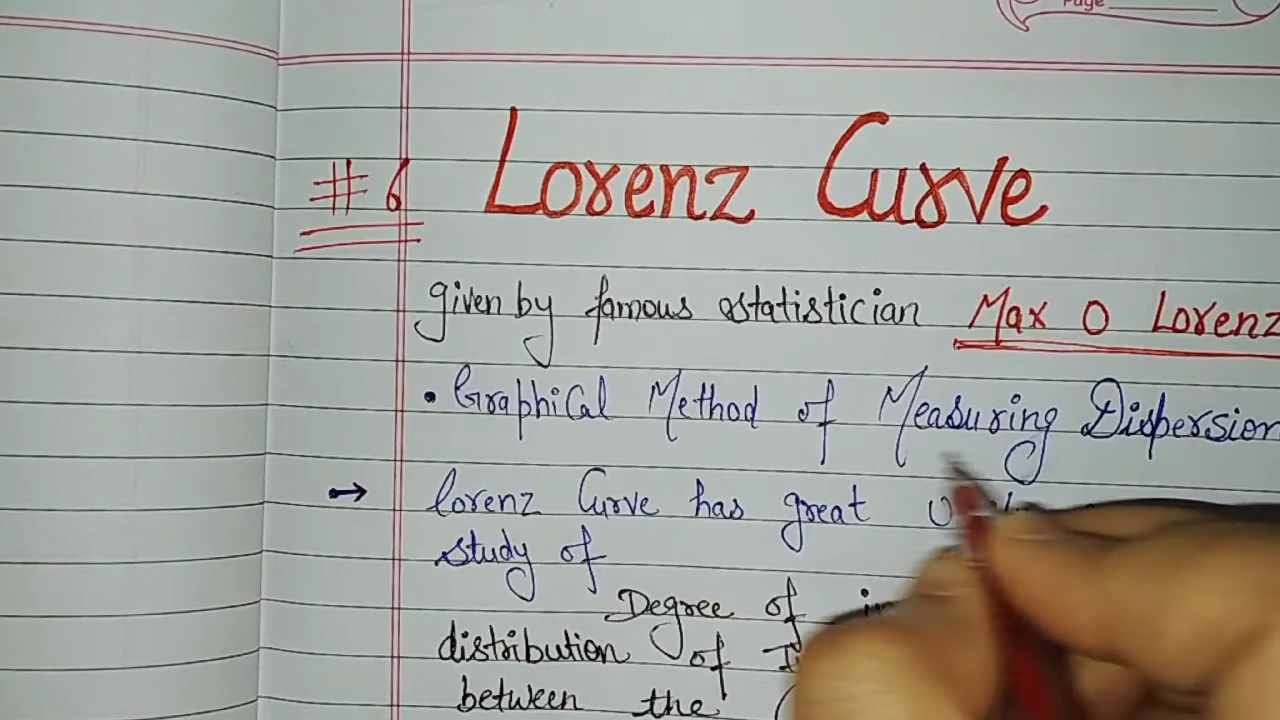 Page
#6 Lorenz Curve
given by famous statistician Max O Lorenz
• Graphical Method of Measuring Dispersion
→ Lorenz Curve has great
study of
Degree of
distribution of
between the